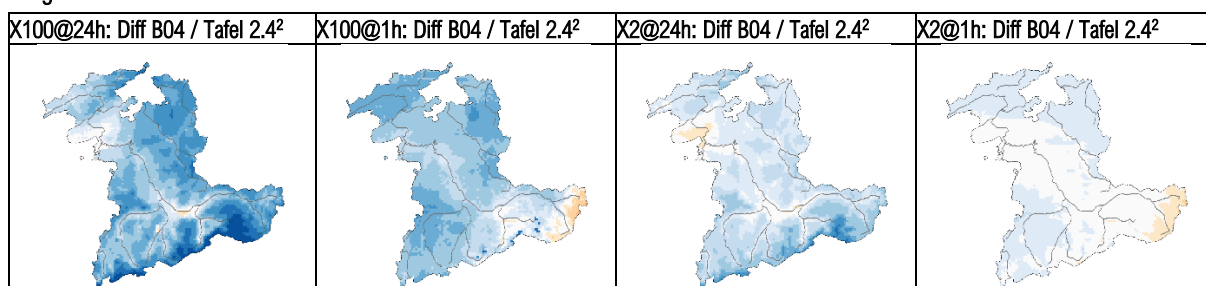 X100@24h: Diff B04 / Tafel 2.4²
X100@1h: Diff B04 / Tafel 2.4²
X2@24h: Diff B04 / Tafel 2.4²
X2@1h: Diff B04 / Tafel 2.4²